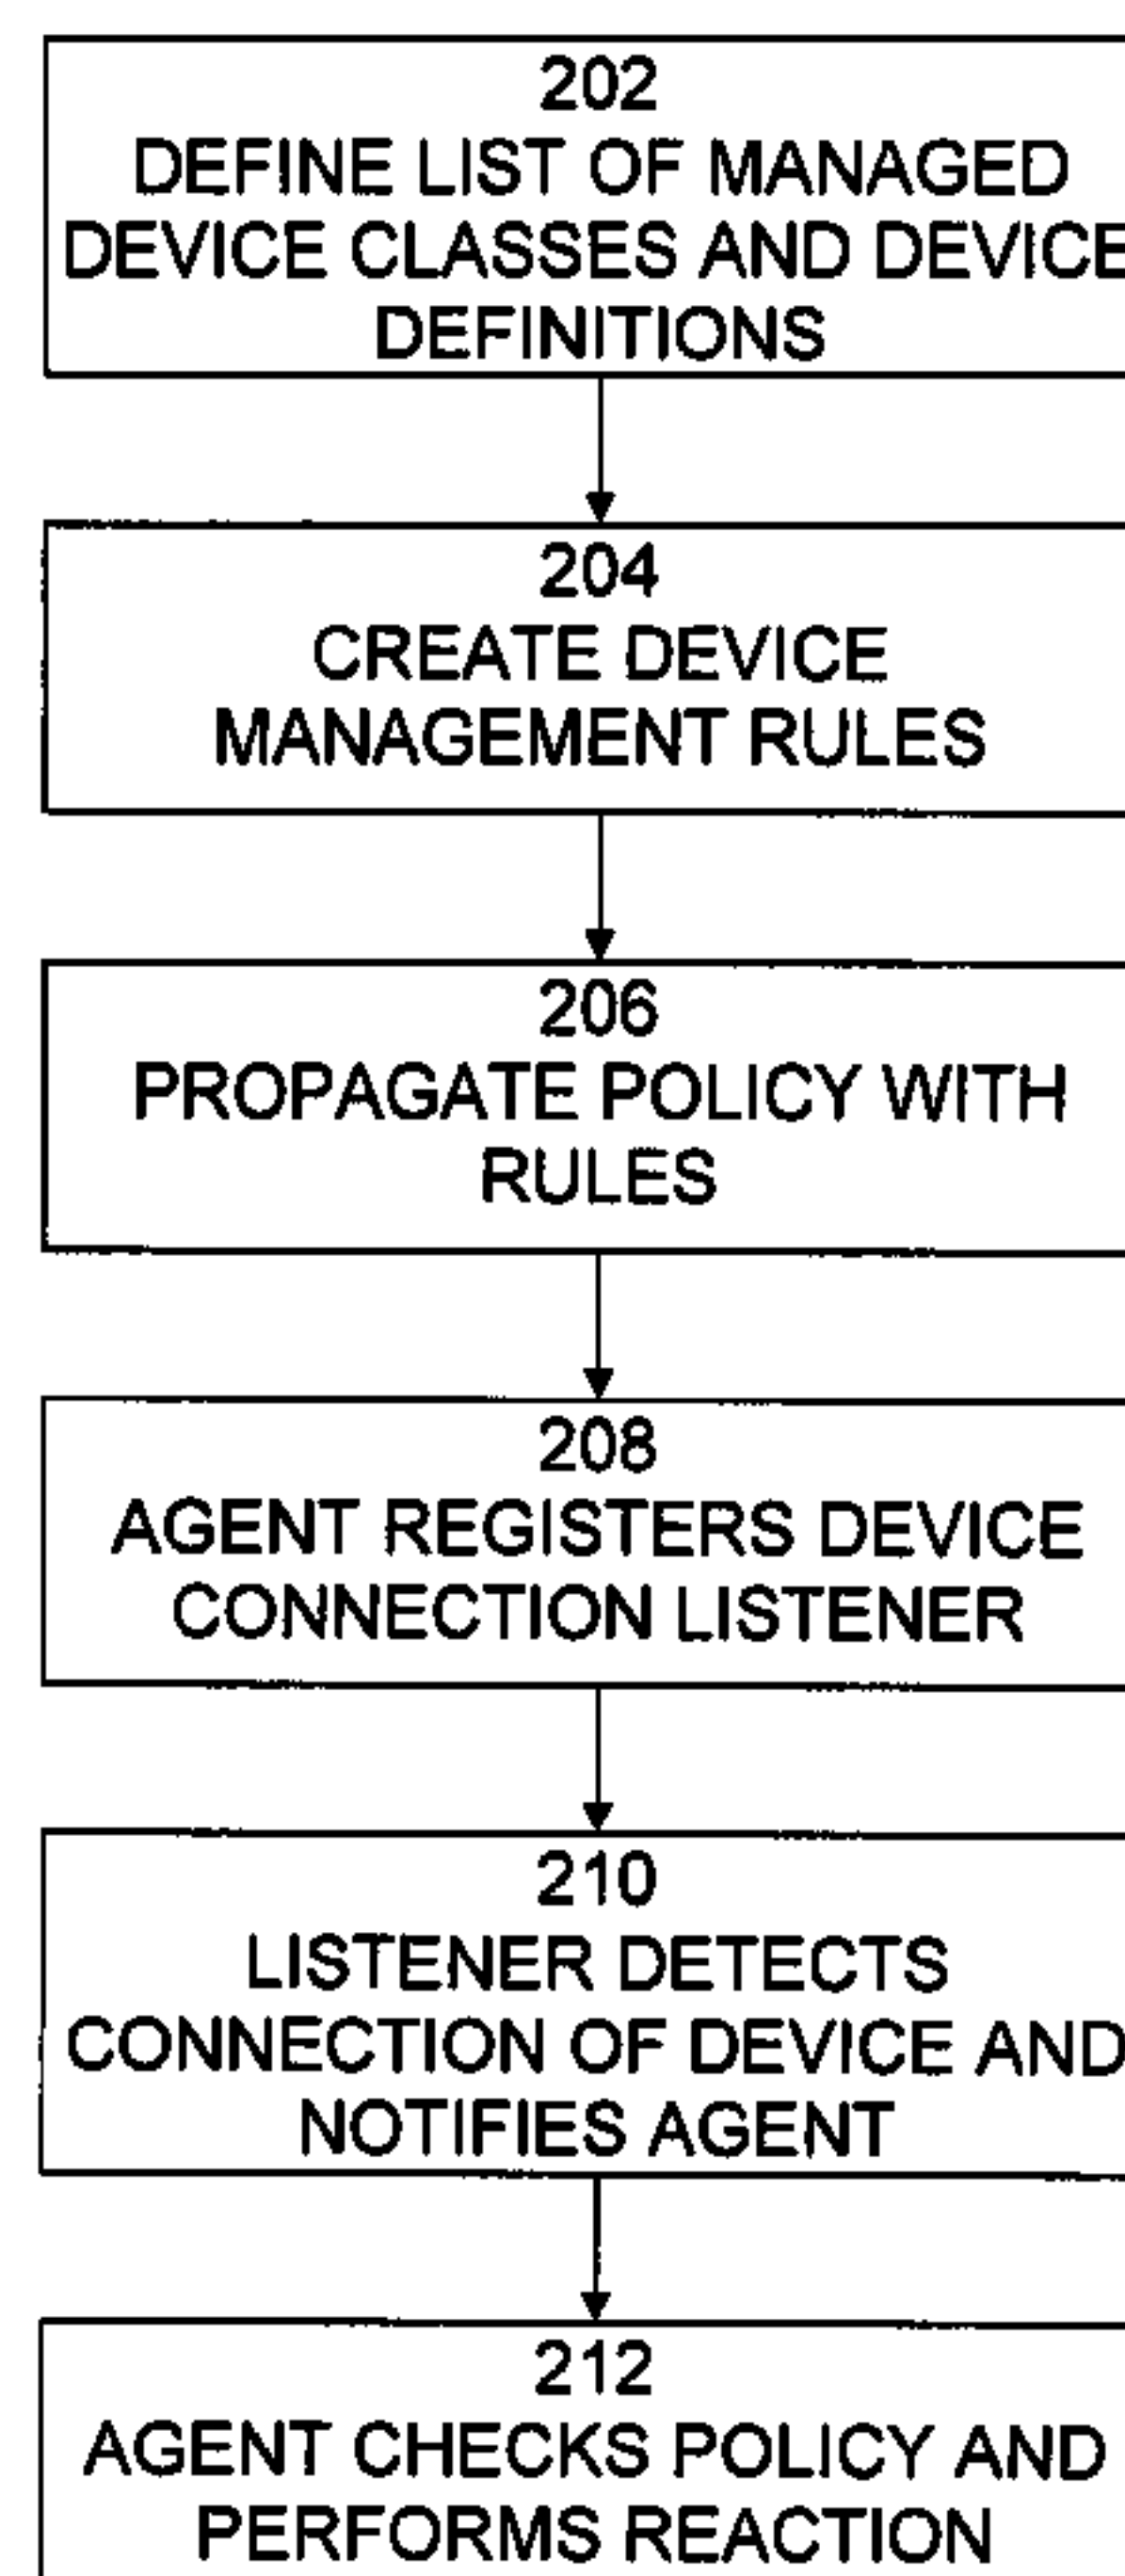 202
DEFINE LIST OF MANAGED
DEVICE CLASSES AND DEVICE
DEFINITIONS
204
CREATE DEVICE
MANAGEMENT RULES
206
PROPAGATE POLICY WITH
RULES
208
AGENT REGISTERS DEVICE
CONNECTION LISTENER
210
LISTENER DETECTS
CONNECTION OF DEVICE AND
NOTIFIES AGENT
212
AGENT CHECKS POLICY AND
PERFORMS REACTION